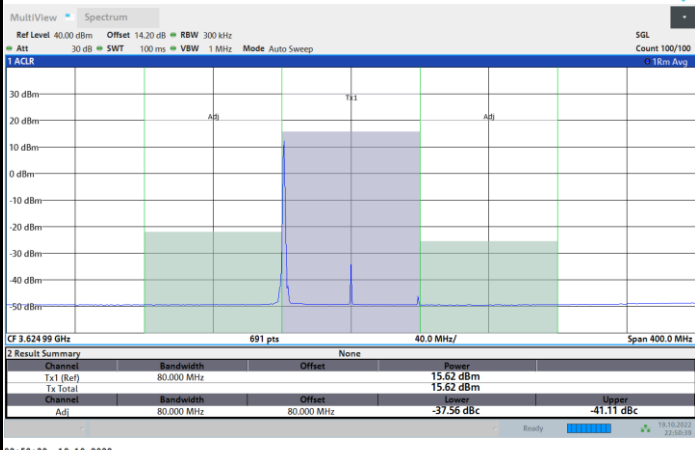 MultiView Spectrum
Ref Level 40.00 dBm Offset 14.20 dB RBW 300 kHz SGL
Att 30 dB SWT 100 ms VBW 1 MHz Mode Auto Sweep Count 100/100
1 ACLR 1Rm Avg
30 dBm
Tx1
20 dBm
Adj Adj
10 dBm
0 dBm
-10 dBm
-20 dBm
-30 dBm
-40 dBm
-50 dBm
CF 3.624 99 GHz 691 pts 40.0 MHz/ Span 400.0 MHz
2 Result Summary None
Channel Bandwidth Offset Power
Tx1 (Ref) 80.000 MHz 15.62 dBm
Tx Total 15.62 dBm
Channel Bandwidth Offset Lower Upper
Adj 80.000 MHz 80.000 MHz -37.56 dBc -41.11 dBc
Ready 19.10.2022
22:50:39